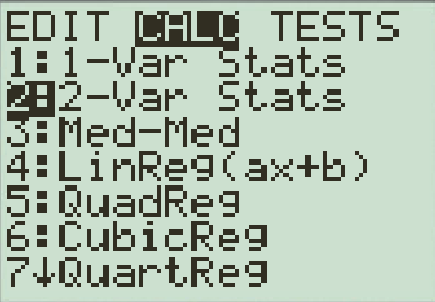 EDIT CALC TESTS
1:1-Var Stats
2:2-Var Stats
3:Med-Med
4:LinReg(ax+b)
5:QuadReg
6:CubicReg
7↓QuartReg